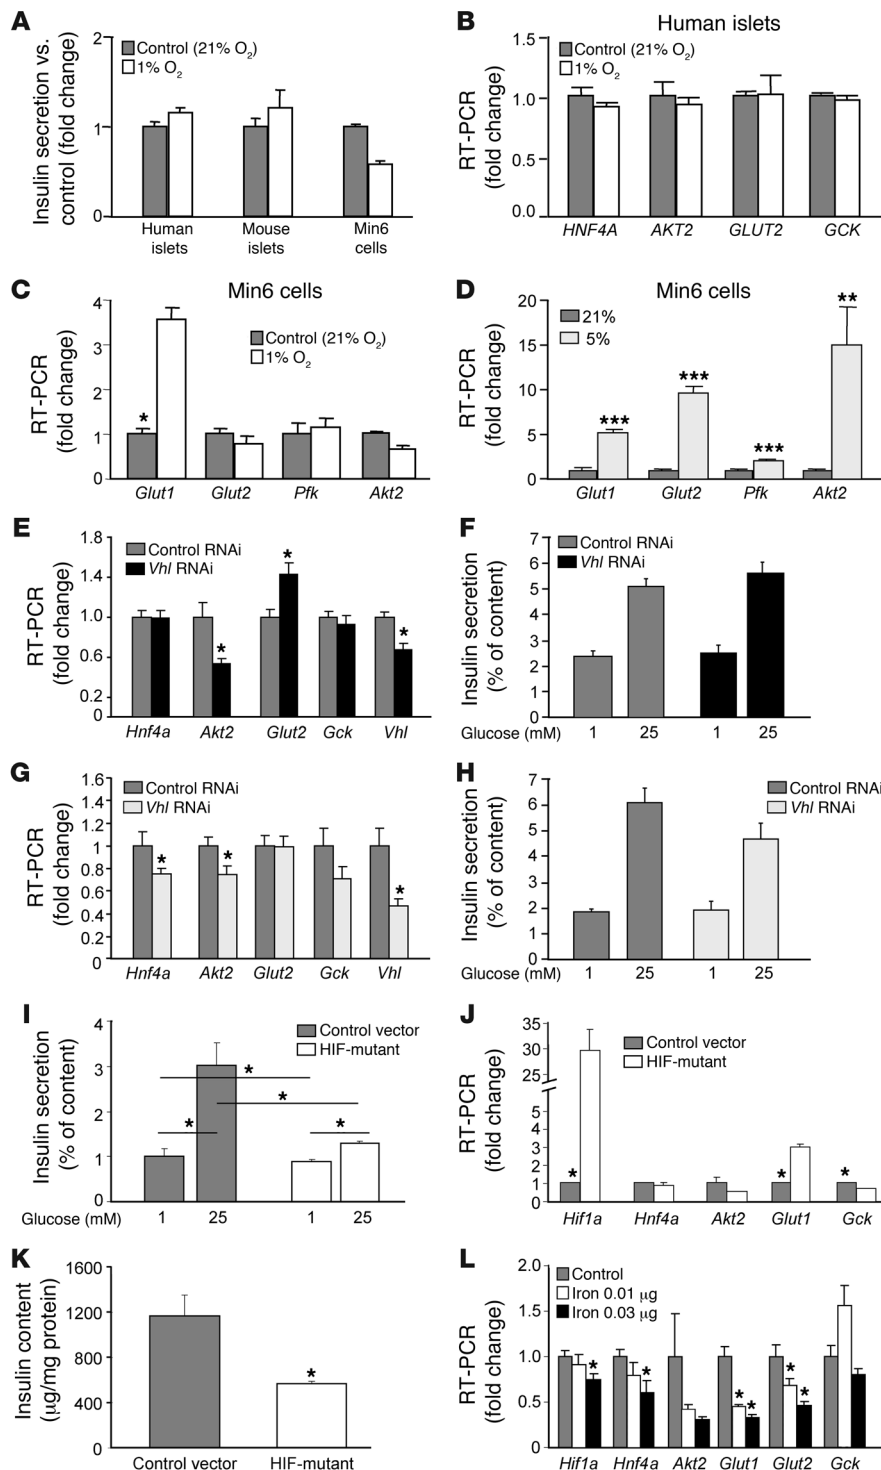 A
Insulin secretion vs.
control (fold change)
2
1
0
Control (21% O2)
1% O2
Human
islets
Mouse
islets
Min6
cells
B
Human islets
RT-PCR
(fold change)
1.5
1.0
0.5
0.0
Control (21% O2)
1% O2
HNF4A AKT2 GLUT2 GCK
C
Min6 cells
RT-PCR
(fold change)
4
3
2
1
0
Control (21% O2)
1% O2
*
Glut1 Glut2 Pfk Akt2
D
Min6 cells
RT-PCR
(fold change)
20
15
10
5
0
21%
5%
*** *** *** **
Glut1 Glut2 Pfk Akt2
E
RT-PCR
(fold change)
1.8
1.4
1.0
0.6
0.2
0
Control RNAi
Vhl RNAi
* * *
Hnf4a Akt2 Glut2 Gck Vhl
F
Insulin secretion
(% of content)
7
6
5
4
3
2
1
0
Control RNAi
Vhl RNAi
Glucose (mM) 1 25 1 25
G
RT-PCR
(fold change)
1.6
1.4
1.2
1
0.8
0.6
0.4
0.2
0
Control RNAi
Vhl RNAi
* * *
Hnf4a Akt2 Glut2 Gck Vhl
H
Insulin secretion
(% of content)
7
6
5
4
3
2
1
0
Control RNAi
Vhl RNAi
Glucose (mM) 1 25 1 25
I
Insulin secretion
(% of content)
4
3
2
1
0
Control vector
HIF-mutant
* * * *
Glucose (mM) 1 25 1 25
J
RT-PCR
(fold change)
35
30
25
5
4
3
2
1
0
Control vector
HIF-mutant
* * *
Hif1a Hnf4a Akt2 Glut1 Gck
K
Insulin content
(µg/mg protein)
1600
1200
800
400
0
*
Control vector HIF-mutant
L
RT-PCR
(fold change)
2.0
1.5
1.0
0.5
0
Control
Iron 0.01 µg
Iron 0.03 µg
* * * * * *
Hif1a Hnf4a Akt2 Glut1 Glut2 Gck